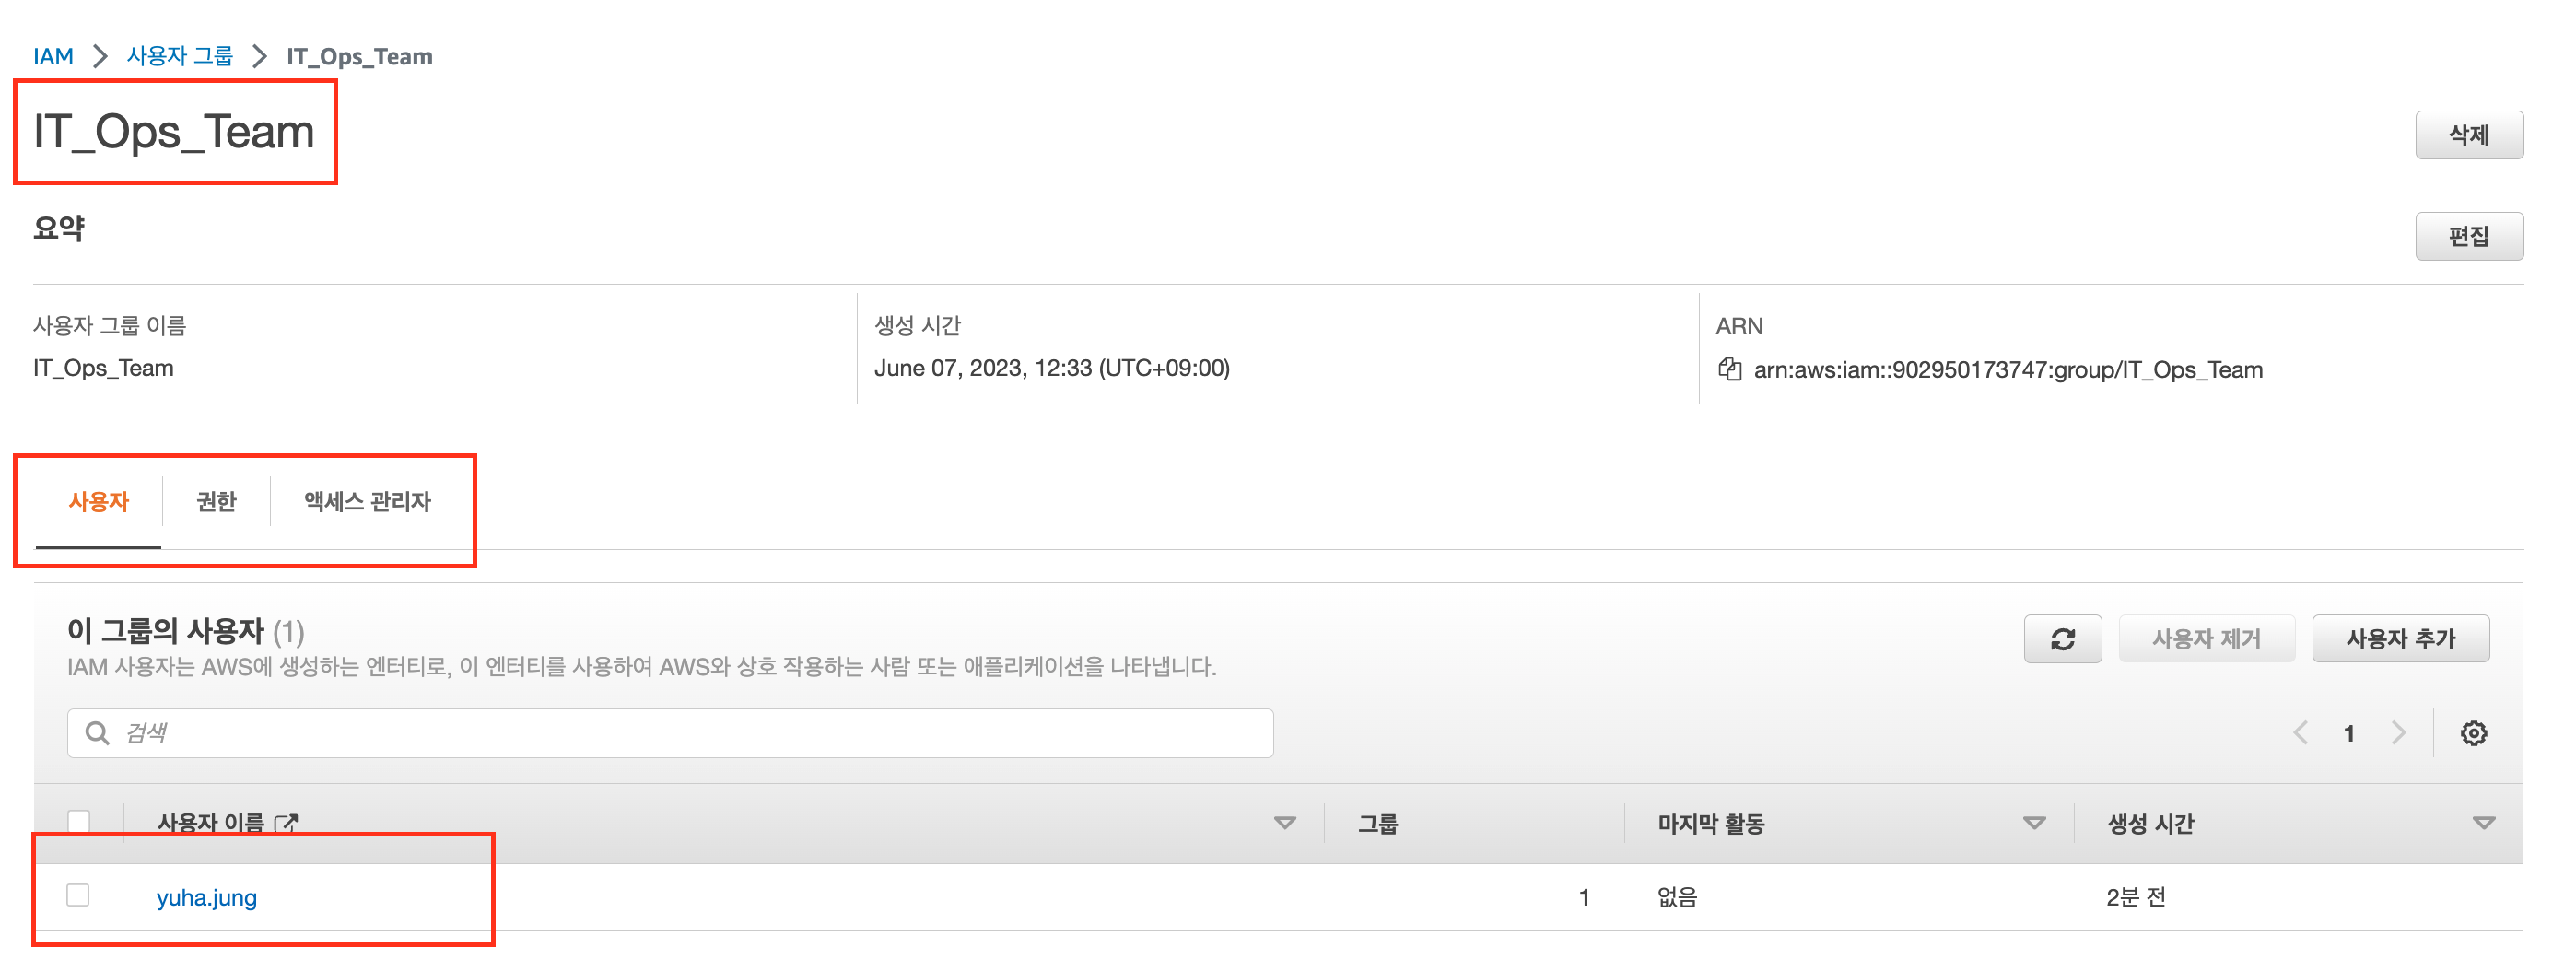 IAM > 사용자 그룹 > IT_Ops_Team
IT_Ops_Team
삭제
요약
편집
사용자 그룹 이름
IT_Ops_Team
생성 시간
June 07, 2023, 12:33 (UTC+09:00)
ARN
arn:aws:iam::902950173747:group/IT_Ops_Team
사용자 권한 액세스 관리자
이 그룹의 사용자 (1)
IAM 사용자는 AWS에 생성하는 엔터티로, 이 엔터티를 사용하여 AWS와 상호 작용하는 사람 또는 애플리케이션을 나타냅니다.
사용자 제거 사용자 추가
검색
1
사용자 이름 그룹 마지막 활동 생성 시간
yuha.jung 1 없음 2분 전